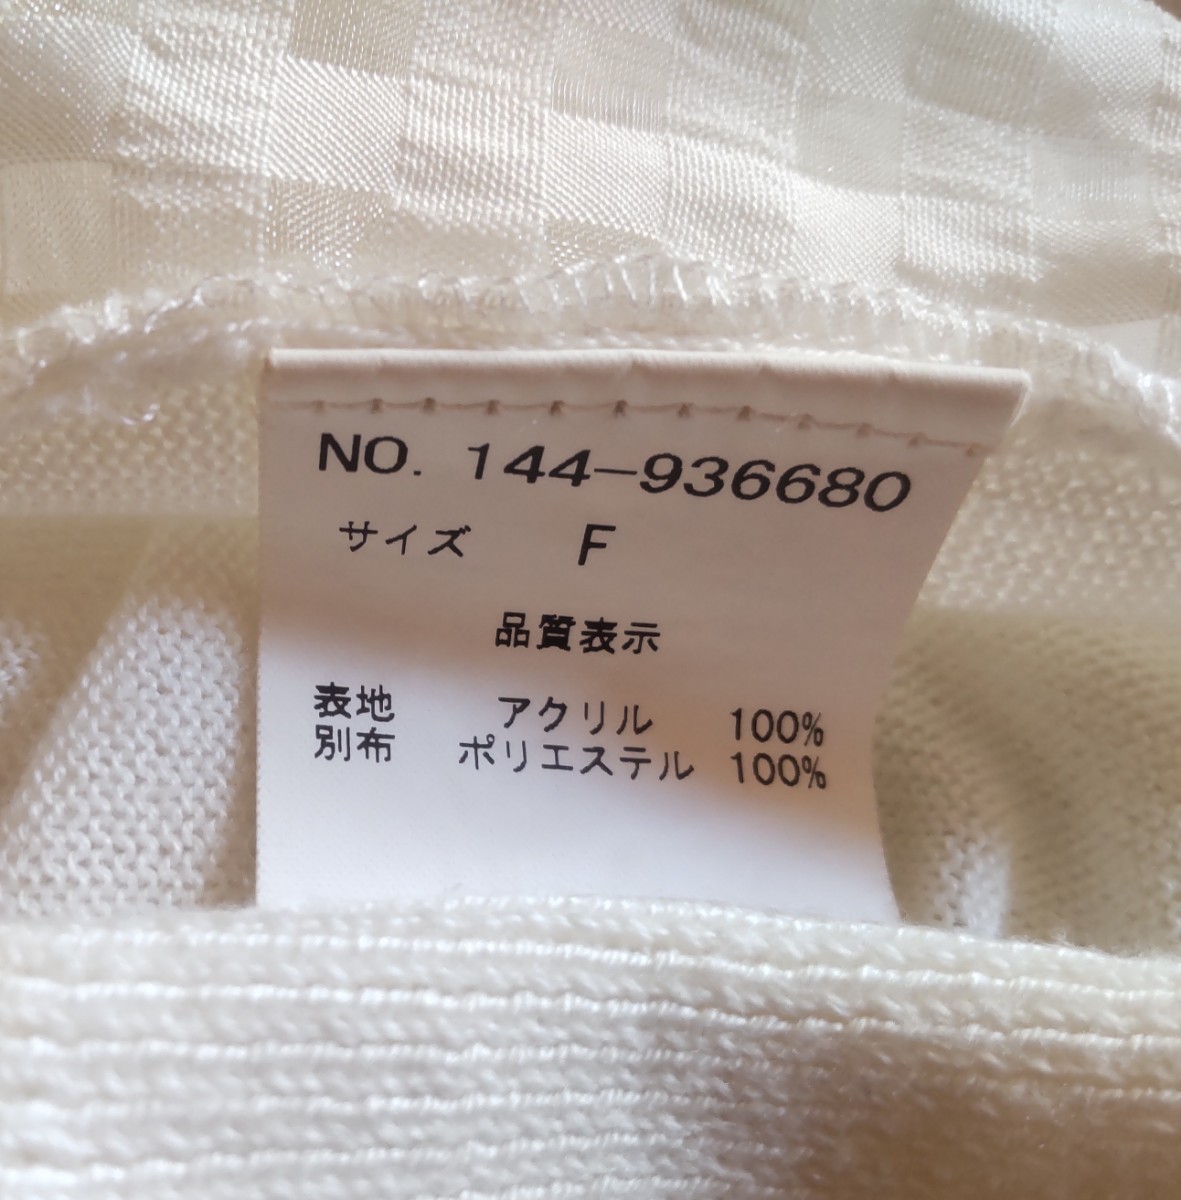 NO. 144-936680
サイズ F
品質表示
表地 アクリル 100%
別布 ポリエステル 100%